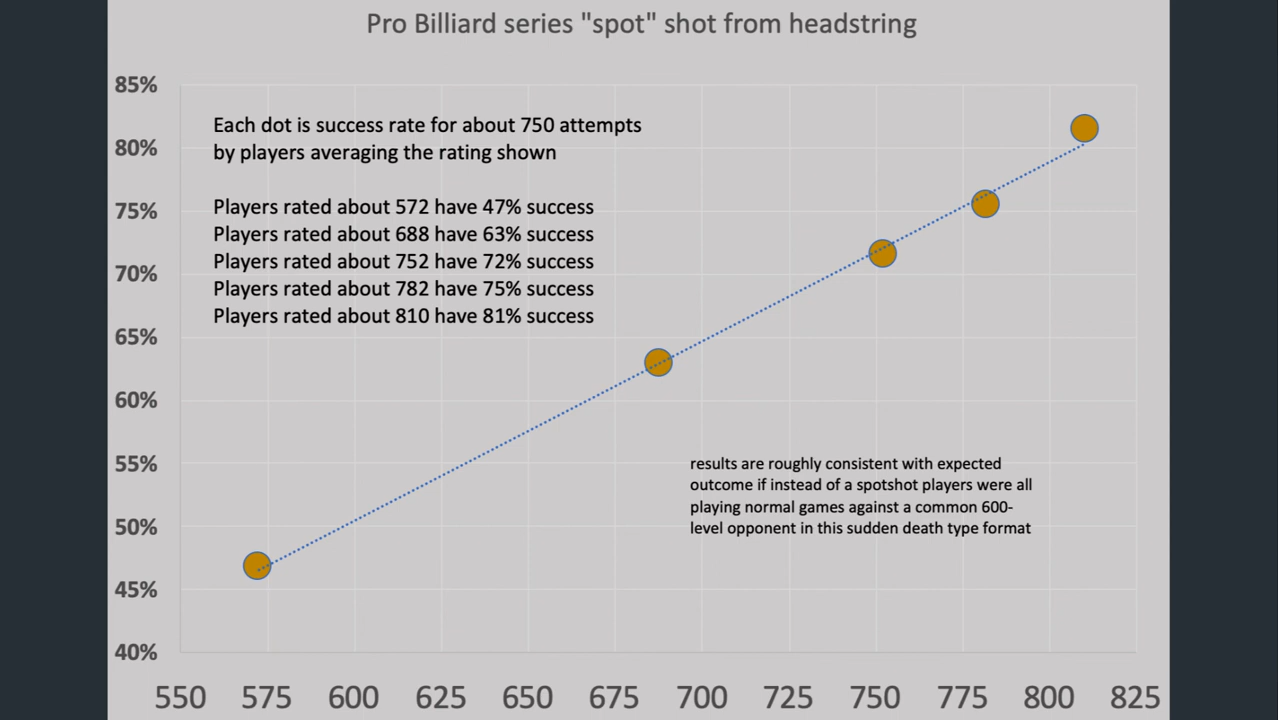 Pro Billiard series "spot" shot from headstring
85%
Each dot is success rate for about 750 attempts
by players averaging the rating shown
80%
Players rated about 572 have 47% success
75%
Players rated about 688 have 63% success
Players rated about 752 have 72% success
70%
Players rated about 782 have 75% success
Players rated about 810 have 81% success
65%
60%
55%
results are roughly consistent with expected
outcome if instead of a spotshot players were all
playing normal games against a common 600-
level opponent in this sudden death type format
50%
45%
40%
550 575 600 625 650 675 700 725 750 775 800 825